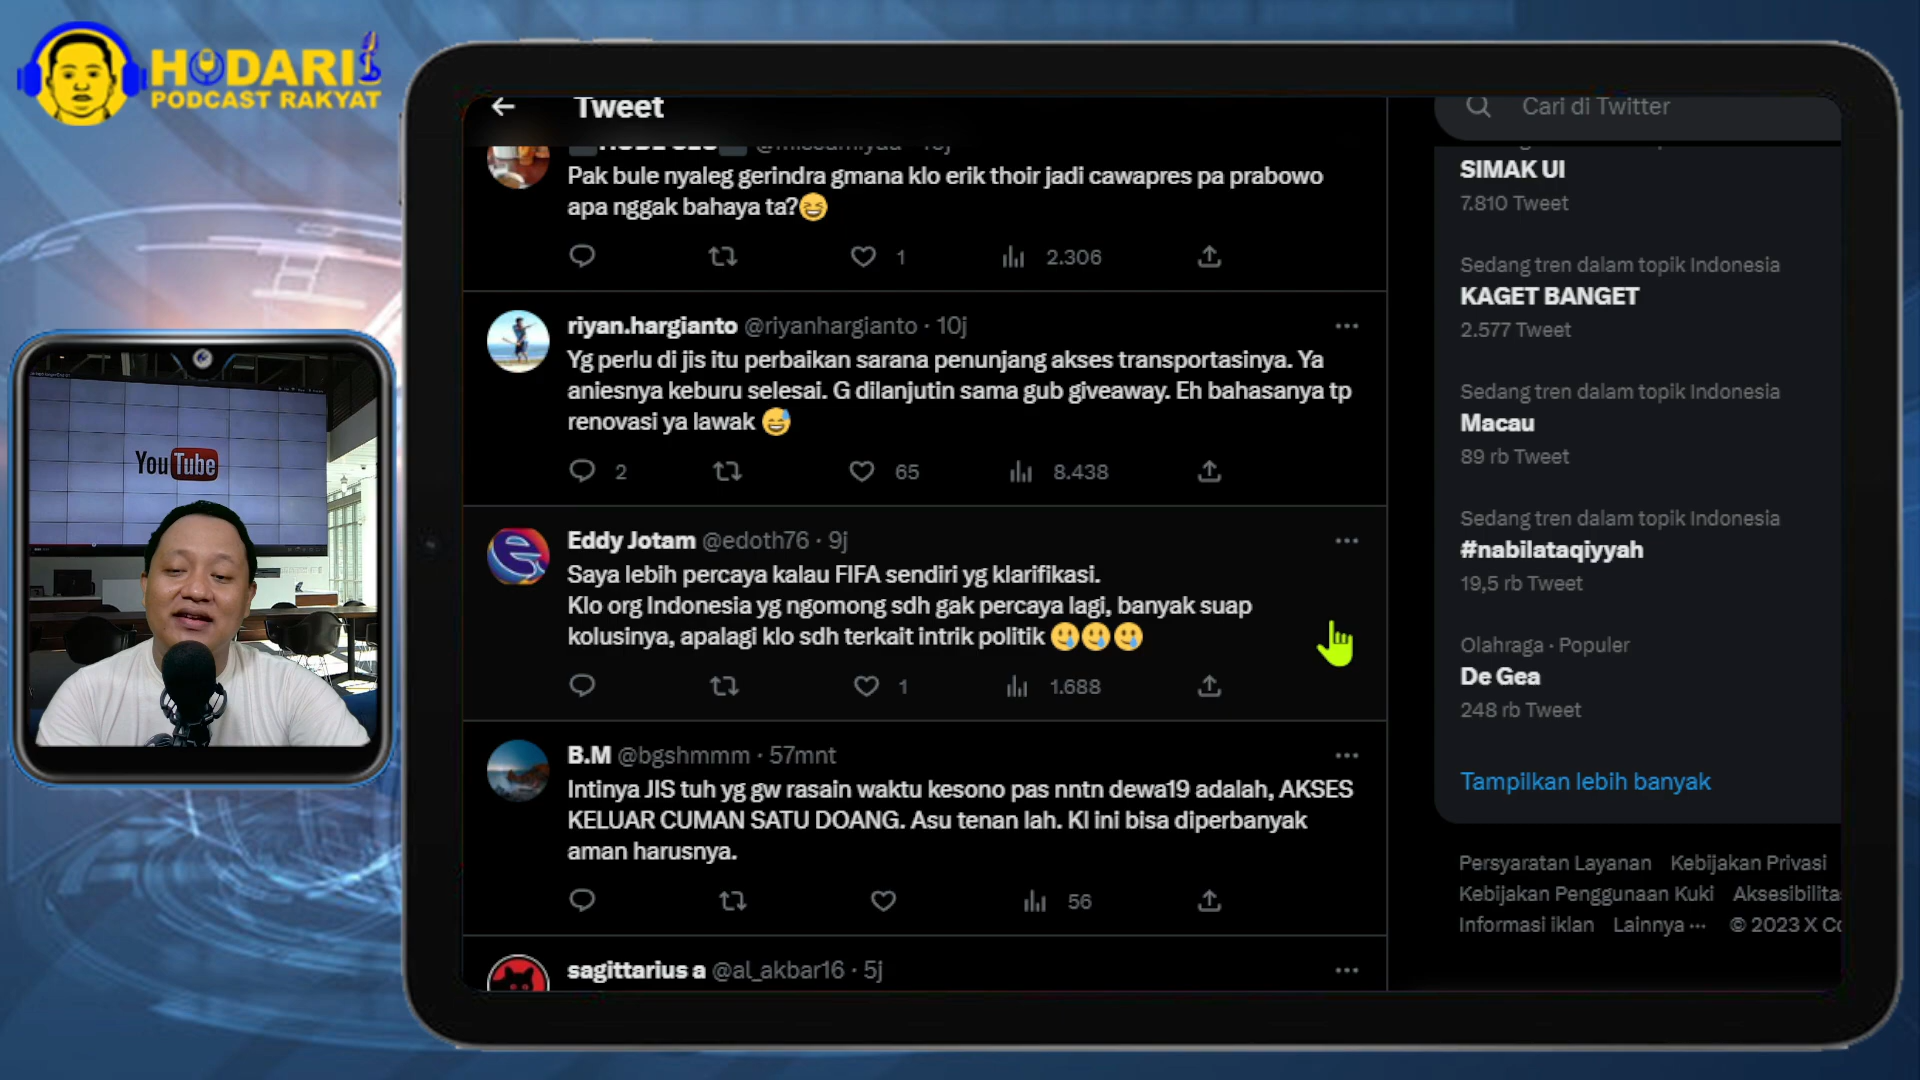 HODARI
PODCAST RAKYAT
YouTube
Tweet
Pak bule nyaleg gerindra gmana klo erik thoir jadi cawapres pa prabowo
apa nggak bahaya ta?😆
1
2.306
riyan.hargianto @riyanhargianto · 10j
Yg perlu di jis itu perbaikan sarana penunjang akses transportasinya. Ya
aniesnya keburu selesai. G dilanjutin sama gub giveaway. Eh bahasanya tp
renovasi ya lawak 😅
2
65
8.438
Eddy Jotam @edoth76 · 9j
Saya lebih percaya kalau FIFA sendiri yg klarifikasi.
Klo org Indonesia yg ngomong sdh gak percaya lagi, banyak suap
kolusinya, apalagi klo sdh terkait intrik politik 🥲🥲🥲
1
1.688
B.M @bgshmmm · 57mnt
Intinya JIS tuh yg gw rasain waktu kesono pas nntn dewa19 adalah, AKSES
KELUAR CUMAN SATU DOANG. Asu tenan lah. Kl ini bisa diperbanyak
aman harusnya.
56
sagittarius a @al_akbar16 · 5j
Cari di Twitter
SIMAK UI
7.810 Tweet
Sedang tren dalam topik Indonesia
KAGET BANGET
2.577 Tweet
Sedang tren dalam topik Indonesia
Macau
89 rb Tweet
Sedang tren dalam topik Indonesia
#nabilataqiyyah
19,5 rb Tweet
Olahraga · Populer
De Gea
248 rb Tweet
Tampilkan lebih banyak
Persyaratan Layanan Kebijakan Privasi
Kebijakan Penggunaan Kuki Aksesibilitas
Informasi iklan Lainnya ··· © 2023 X Co